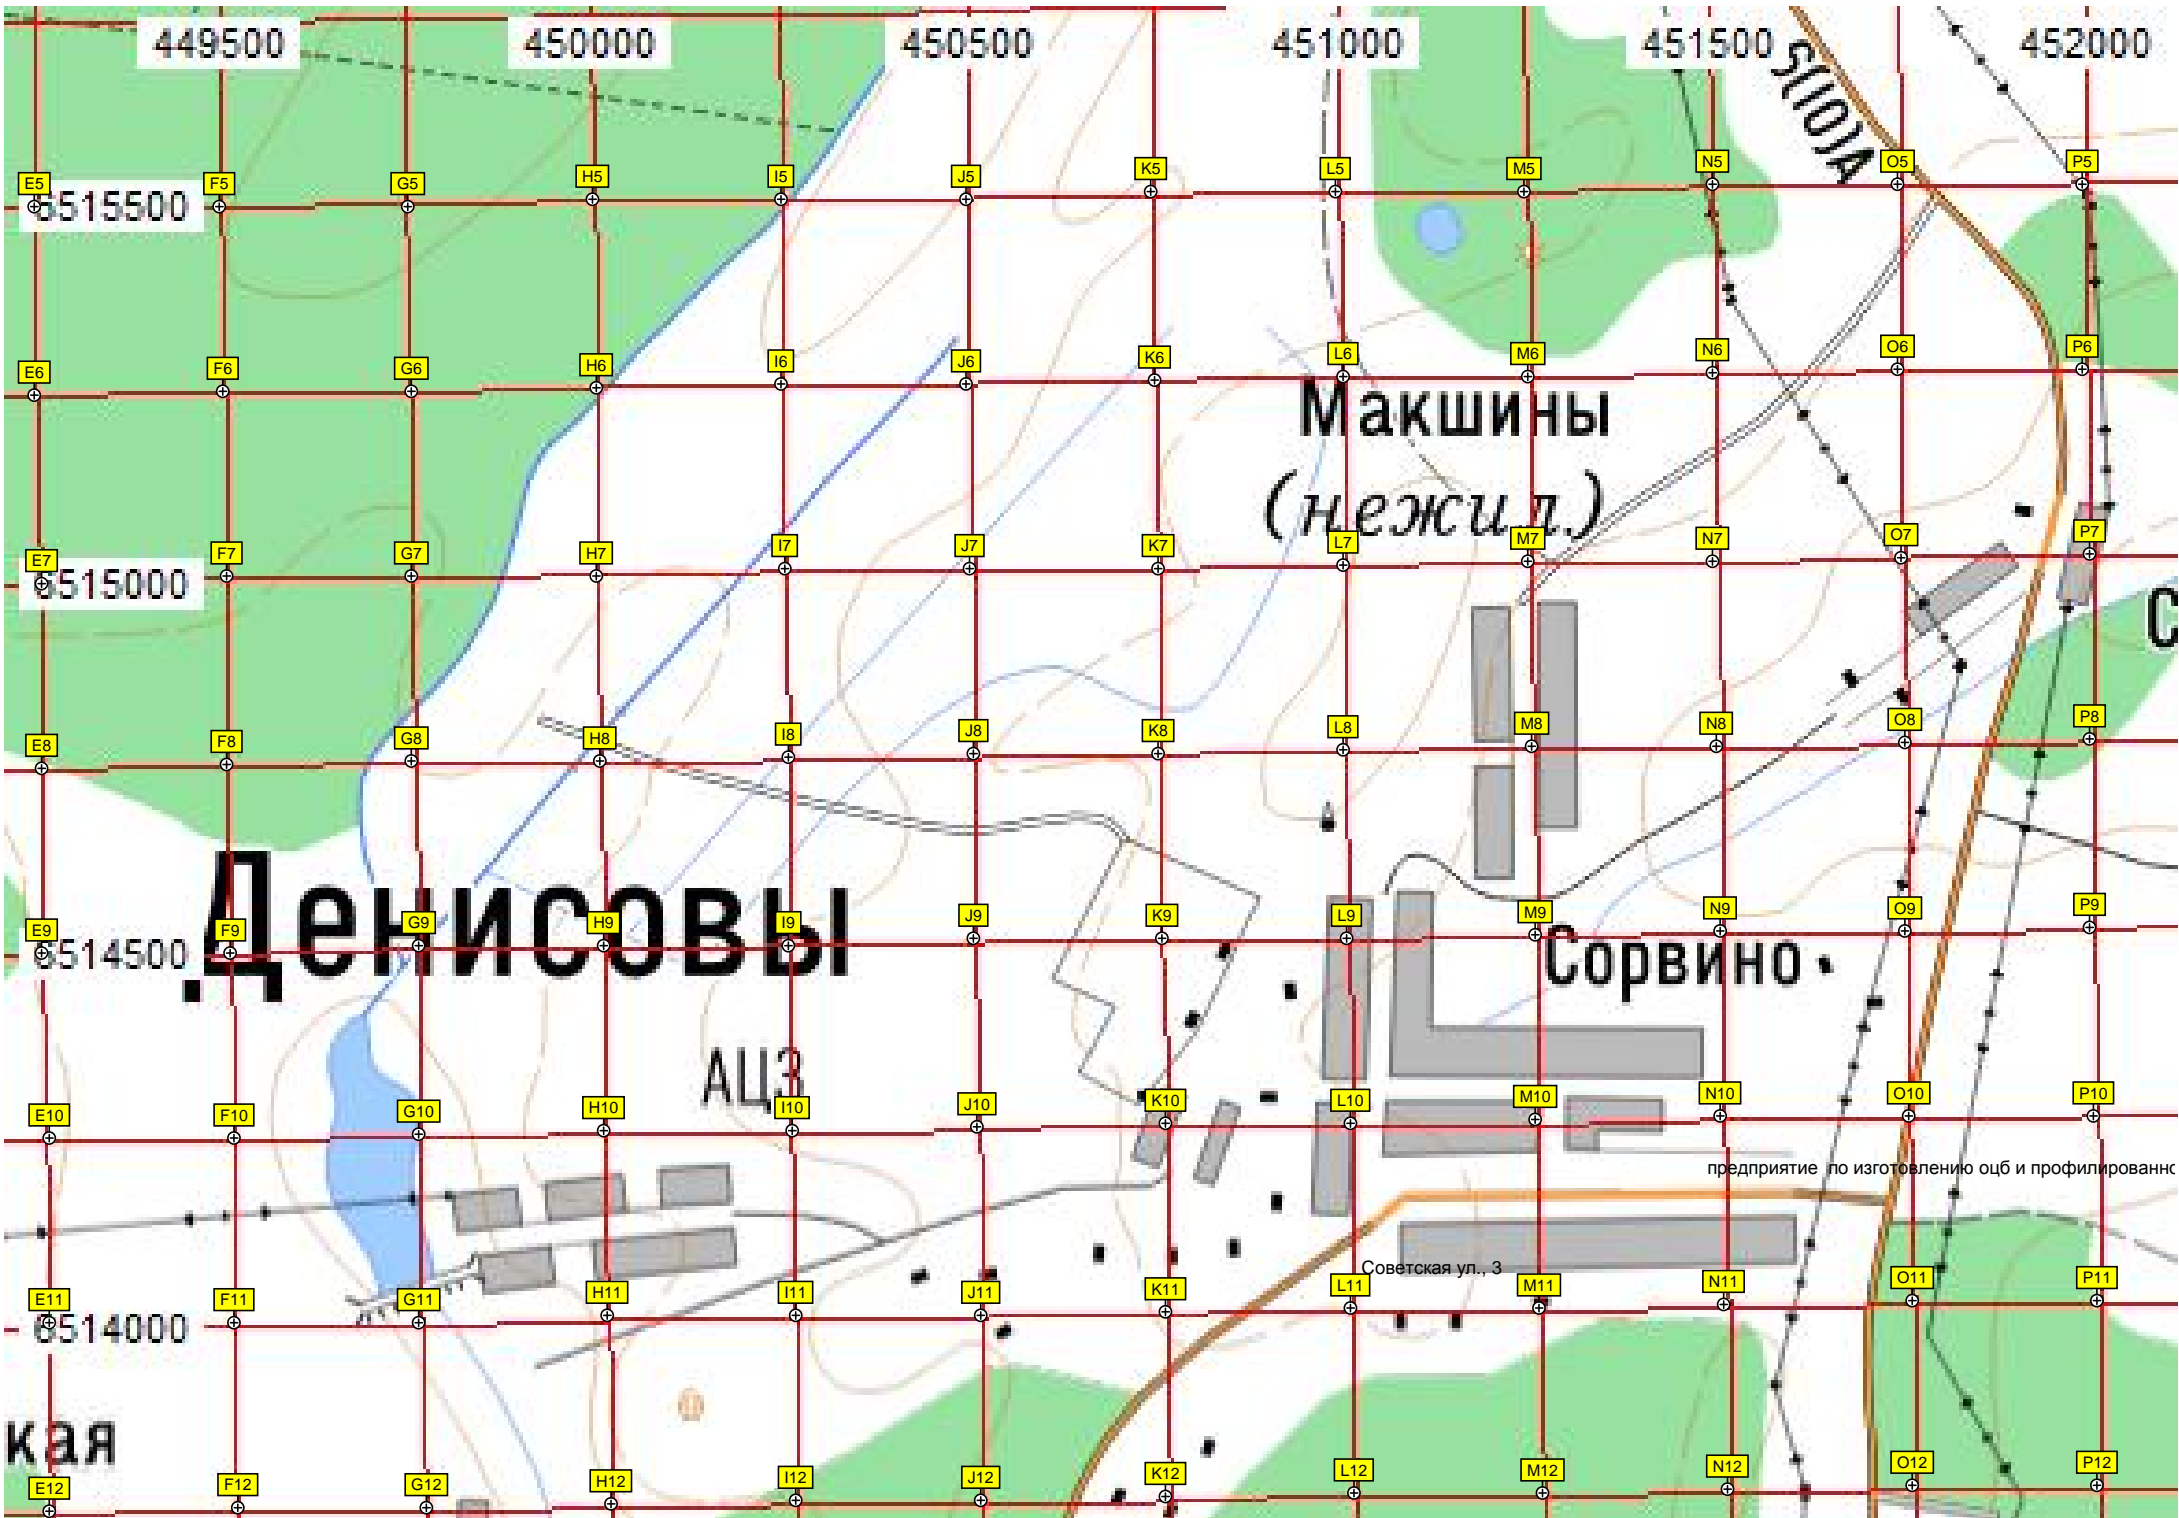 449500 450000 450500 451000 451500 452000
E5 F5 G5 H5 I5 J5 K5 L5 M5 N5 O5 P5
6515500
E6 F6 G6 H6 I6 J6 K6 L6 M6 N6 O6 P6
Макшины
(нежил.)
E7 F7 G7 H7 I7 J7 K7 L7 M7 N7 O7 P7
6515000
С
E8 F8 G8 H8 I8 J8 K8 L8 M8 N8 O8 P8
Денисовы
E9 F9 G9 H9 I9 J9 K9 L9 M9 N9 O9 P9
6514500
Сорвино
АЦЗ
E10 F10 G10 H10 I10 J10 K10 L10 M10 N10 O10 P10
предприятие по изготовлению оцб и профилированно
Советская ул., 3
E11 F11 G11 H11 I11 J11 K11 L11 M11 N11 O11 P11
6514000
кая
E12 F12 G12 H12 I12 J12 K12 L12 M12 N12 O12 P12